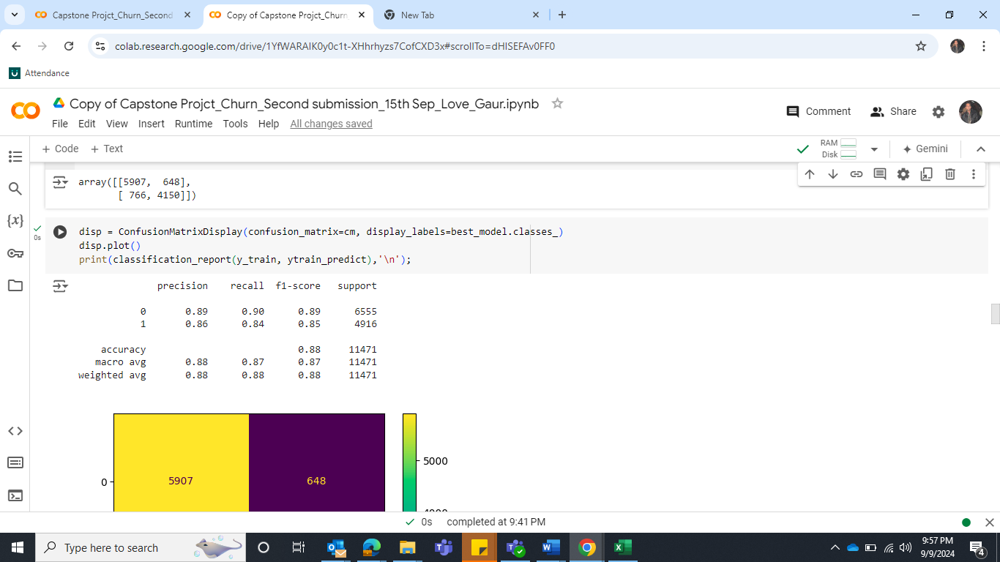 Capstone Projct_Churn_Second
Copy of Capstone Projct_Churn
New Tab
colab.research.google.com/drive/1YfWARAIK0y0c1t-XHhrhyzs7CofCXD3x#scrollTo=dHISEFAv0FF0
Attendance
Copy of Capstone Projct_Churn_Second submission_15th Sep_Love_Gaur.ipynb
Comment
Share
File Edit View Insert Runtime Tools Help All changes saved
+ Code + Text
RAM
Disk
Gemini
array([[5907,  648],
       [ 766, 4150]])
0s
disp = ConfusionMatrixDisplay(confusion_matrix=cm, display_labels=best_model.classes_)
disp.plot()
print(classification_report(y_train, ytrain_predict),'\n');
precision recall f1-score support
0 0.89 0.90 0.89 6555
1 0.86 0.84 0.85 4916
accuracy 0.88 11471
macro avg 0.88 0.87 0.87 11471
weighted avg 0.88 0.88 0.88 11471
5000
0
5907
648
0s completed at 9:41 PM
Type here to search
9:57 PM
9/9/2024
4